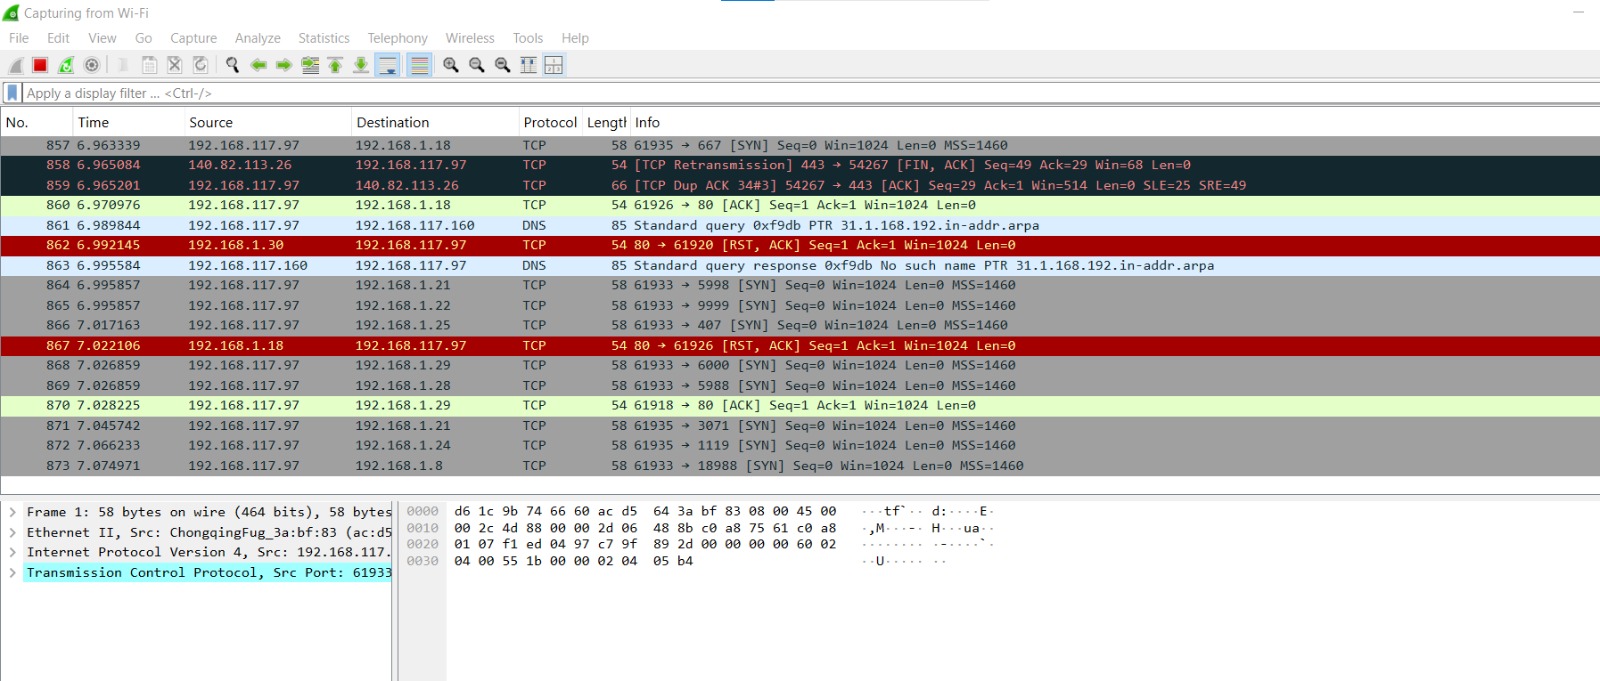 Capturing from Wi-Fi
File Edit View Go Capture Analyze Statistics Telephony Wireless Tools Help
Apply a display filter ... <Ctrl-/>
No. Time Source Destination Protocol Length Info
857 6.963339 192.168.117.97 192.168.1.18 TCP 58 61935 → 667 [SYN] Seq=0 Win=1024 Len=0 MSS=1460
858 6.965084 140.82.113.26 192.168.117.97 TCP 54 [TCP Retransmission] 443 → 54267 [FIN, ACK] Seq=49 Ack=29 Win=68 Len=0
859 6.965201 192.168.117.97 140.82.113.26 TCP 66 [TCP Dup ACK 34#3] 54267 → 443 [ACK] Seq=29 Ack=1 Win=514 Len=0 SLE=25 SRE=49
860 6.970976 192.168.117.97 192.168.1.18 TCP 54 61926 → 80 [ACK] Seq=1 Ack=1 Win=1024 Len=0
861 6.989844 192.168.117.97 192.168.117.160 DNS 85 Standard query 0xf9db PTR 31.1.168.192.in-addr.arpa
862 6.992145 192.168.1.30 192.168.117.97 TCP 54 80 → 61920 [RST, ACK] Seq=1 Ack=1 Win=1024 Len=0
863 6.995584 192.168.117.160 192.168.117.97 DNS 85 Standard query response 0xf9db No such name PTR 31.1.168.192.in-addr.arpa
864 6.995857 192.168.117.97 192.168.1.21 TCP 58 61933 → 5998 [SYN] Seq=0 Win=1024 Len=0 MSS=1460
865 6.995857 192.168.117.97 192.168.1.22 TCP 58 61933 → 9999 [SYN] Seq=0 Win=1024 Len=0 MSS=1460
866 7.017163 192.168.117.97 192.168.1.25 TCP 58 61933 → 407 [SYN] Seq=0 Win=1024 Len=0 MSS=1460
867 7.022106 192.168.1.18 192.168.117.97 TCP 54 80 → 61926 [RST, ACK] Seq=1 Ack=1 Win=1024 Len=0
868 7.026859 192.168.117.97 192.168.1.29 TCP 58 61933 → 6000 [SYN] Seq=0 Win=1024 Len=0 MSS=1460
869 7.026859 192.168.117.97 192.168.1.28 TCP 58 61933 → 5988 [SYN] Seq=0 Win=1024 Len=0 MSS=1460
870 7.028225 192.168.117.97 192.168.1.29 TCP 54 61918 → 80 [ACK] Seq=1 Ack=1 Win=1024 Len=0
871 7.045742 192.168.117.97 192.168.1.21 TCP 58 61935 → 3071 [SYN] Seq=0 Win=1024 Len=0 MSS=1460
872 7.066233 192.168.117.97 192.168.1.24 TCP 58 61935 → 1119 [SYN] Seq=0 Win=1024 Len=0 MSS=1460
873 7.074971 192.168.117.97 192.168.1.8 TCP 58 61933 → 18988 [SYN] Seq=0 Win=1024 Len=0 MSS=1460
Frame 1: 58 bytes on wire (464 bits), 58 bytes
Ethernet II, Src: ChongqingFug_3a:bf:83 (ac:d5
Internet Protocol Version 4, Src: 192.168.117.
Transmission Control Protocol, Src Port: 61933
0000 d6 1c 9b 74 66 60 ac d5 64 3a bf 83 08 00 45 00 ···tf`·· d:····E·
0010 00 2c 4d 88 00 00 2d 06 48 8b c0 a8 75 61 c0 a8 ·,M···-· H···ua··
0020 01 07 f1 ed 04 97 c7 9f 89 2d 00 00 00 00 60 02 ········ ·-····`·
0030 04 00 55 1b 00 00 02 04 05 b4 ··U····· ··